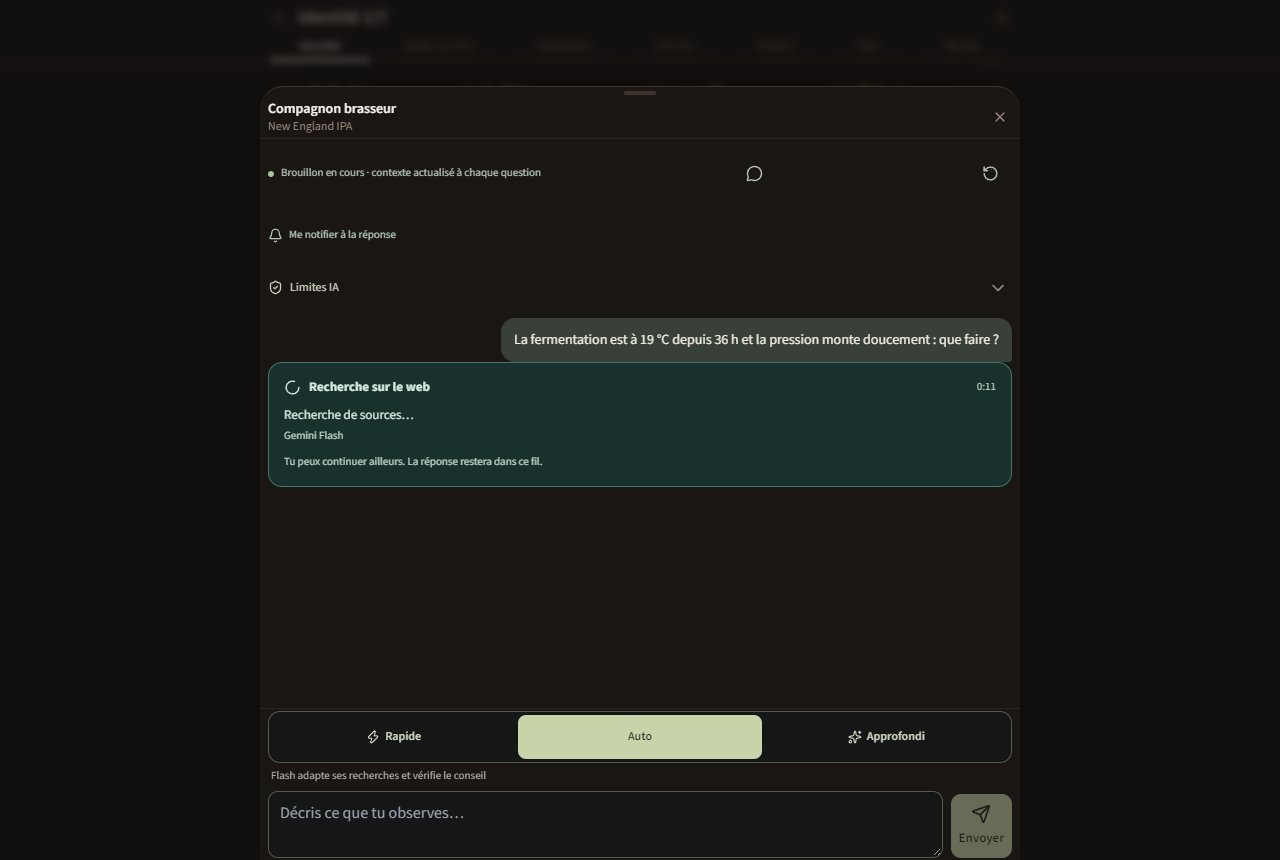 Compagnon brasseur
New England IPA
Brouillon en cours · contexte actualisé à chaque question
Me notifier à la réponse
Limites IA
La fermentation est à 19 °C depuis 36 h et la pression monte doucement : que faire ?
Recherche sur le web
0:11
Recherche de sources…
Gemini Flash
Tu peux continuer ailleurs. La réponse restera dans ce fil.
Rapide
Auto
Approfondi
Flash adapte ses recherches et vérifie le conseil
Décris ce que tu observes…
Envoyer